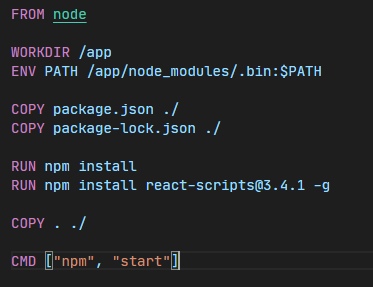 FROM node
WORKDIR /app
ENV PATH /app/node_modules/.bin:$PATH
COPY package.json ./
COPY package-lock.json ./
RUN npm install
RUN npm install react-scripts@3.4.1 -g
COPY . ./
CMD ["npm", "start"]